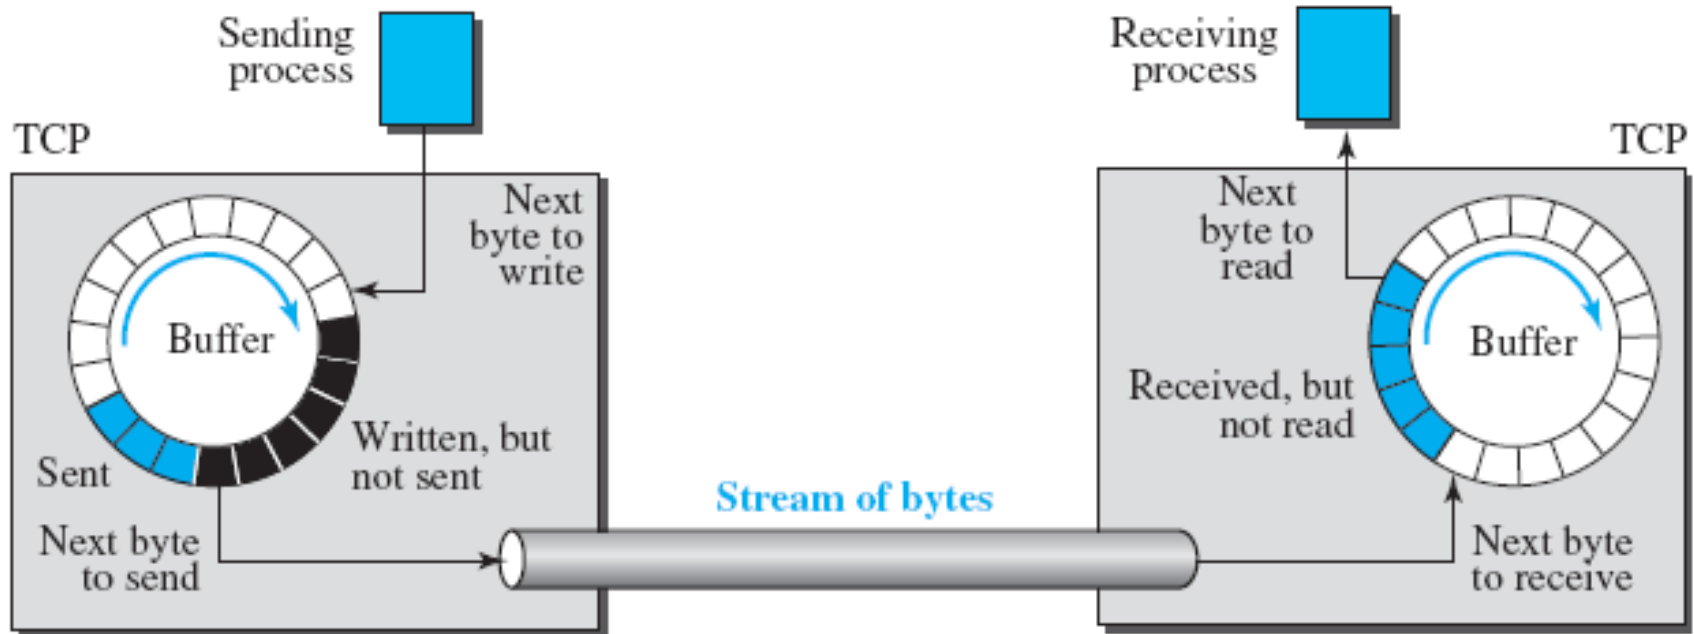 Sending
process
Receiving
process
TCP
TCP
Next
byte to
write
Next
byte to
read
Buffer
Buffer
Received, but
not read
Written, but
not sent
Sent
Stream of bytes
Next byte
to send
Next byte
to receive